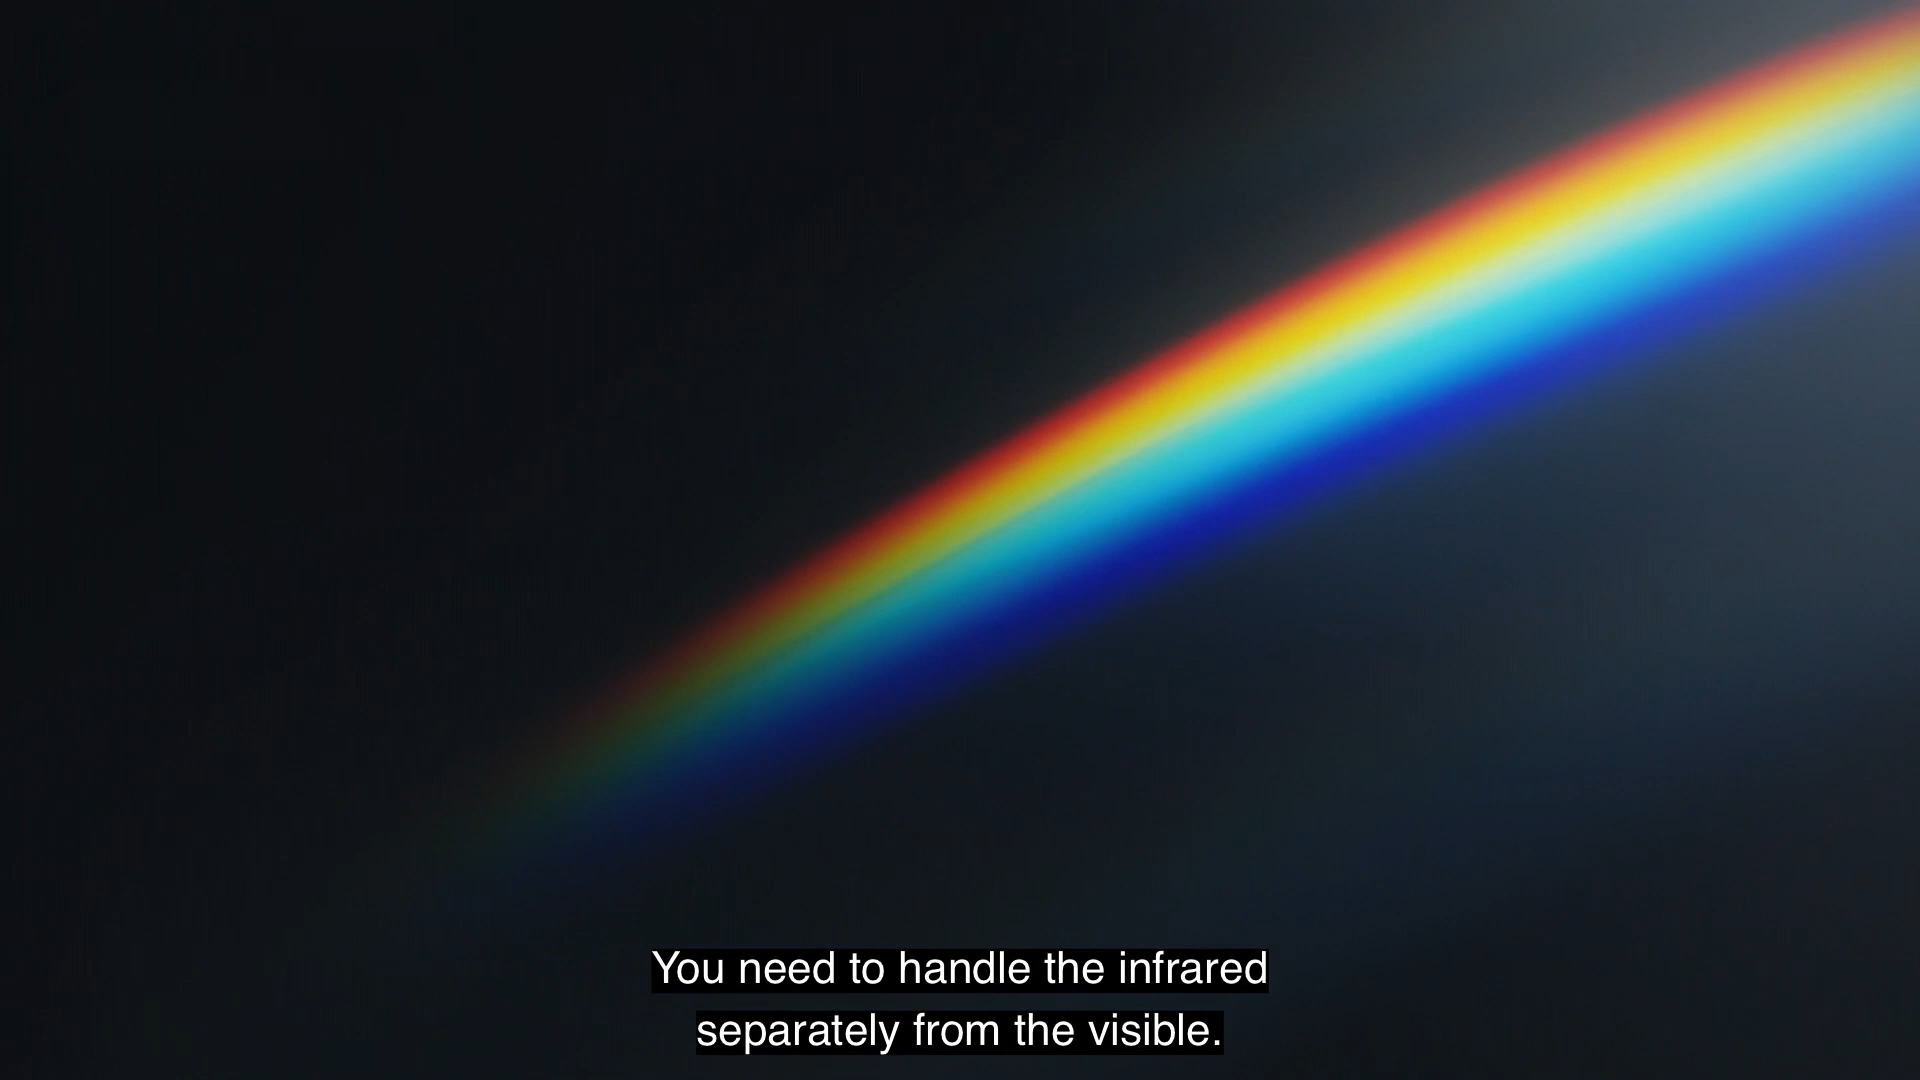 You need to handle the infrared
separately from the visible.